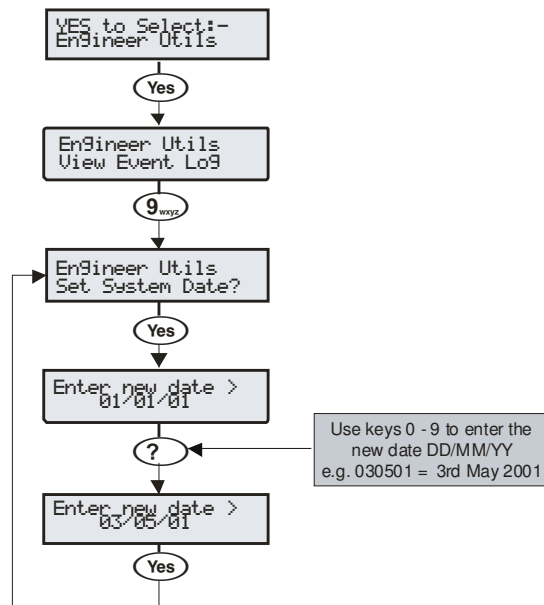 YES to Select:-
Engineer Utils
Yes
Engineer Utils
View Event Log
9wxyz
Engineer Utils
Set System Date?
Yes
Enter new date >
01/01/01
?
Use keys 0 - 9 to enter the
new date DD/MM/YY
e.g. 030501 = 3rd May 2001
Enter new date >
03/05/01
Yes